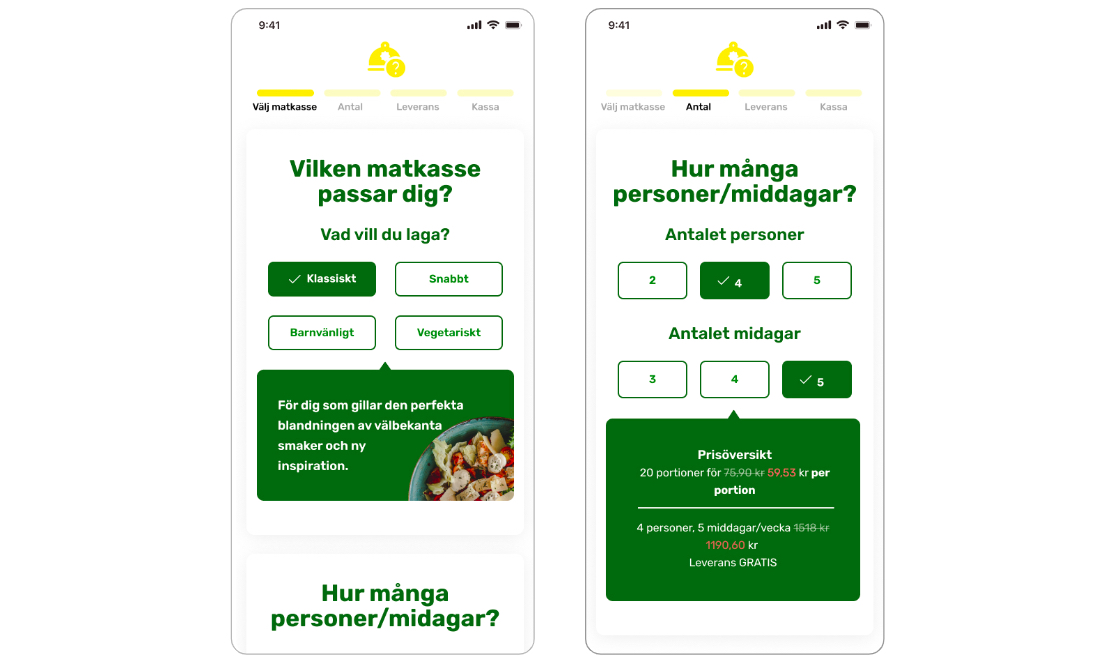 9:41
?
Välj matkasse Antal Leverans Kassa
Vilken matkasse
passar dig?
Vad vill du laga?
Klassiskt Snabbt
Barnvänligt Vegetariskt
För dig som gillar den perfekta
blandningen av välbekanta
smaker och ny
inspiration.
Hur många
personer/midagar?
9:41
?
Välj matkasse Antal Leverans Kassa
Hur många
personer/middagar?
Antalet personer
2 4 5
Antalet midagar
3 4 5
Prisöversikt
20 portioner för 75.90 kr 59,53 kr per
portion
4 personer, 5 middagar/vecka 1518 kr
1190,60 kr
Leverans GRATIS